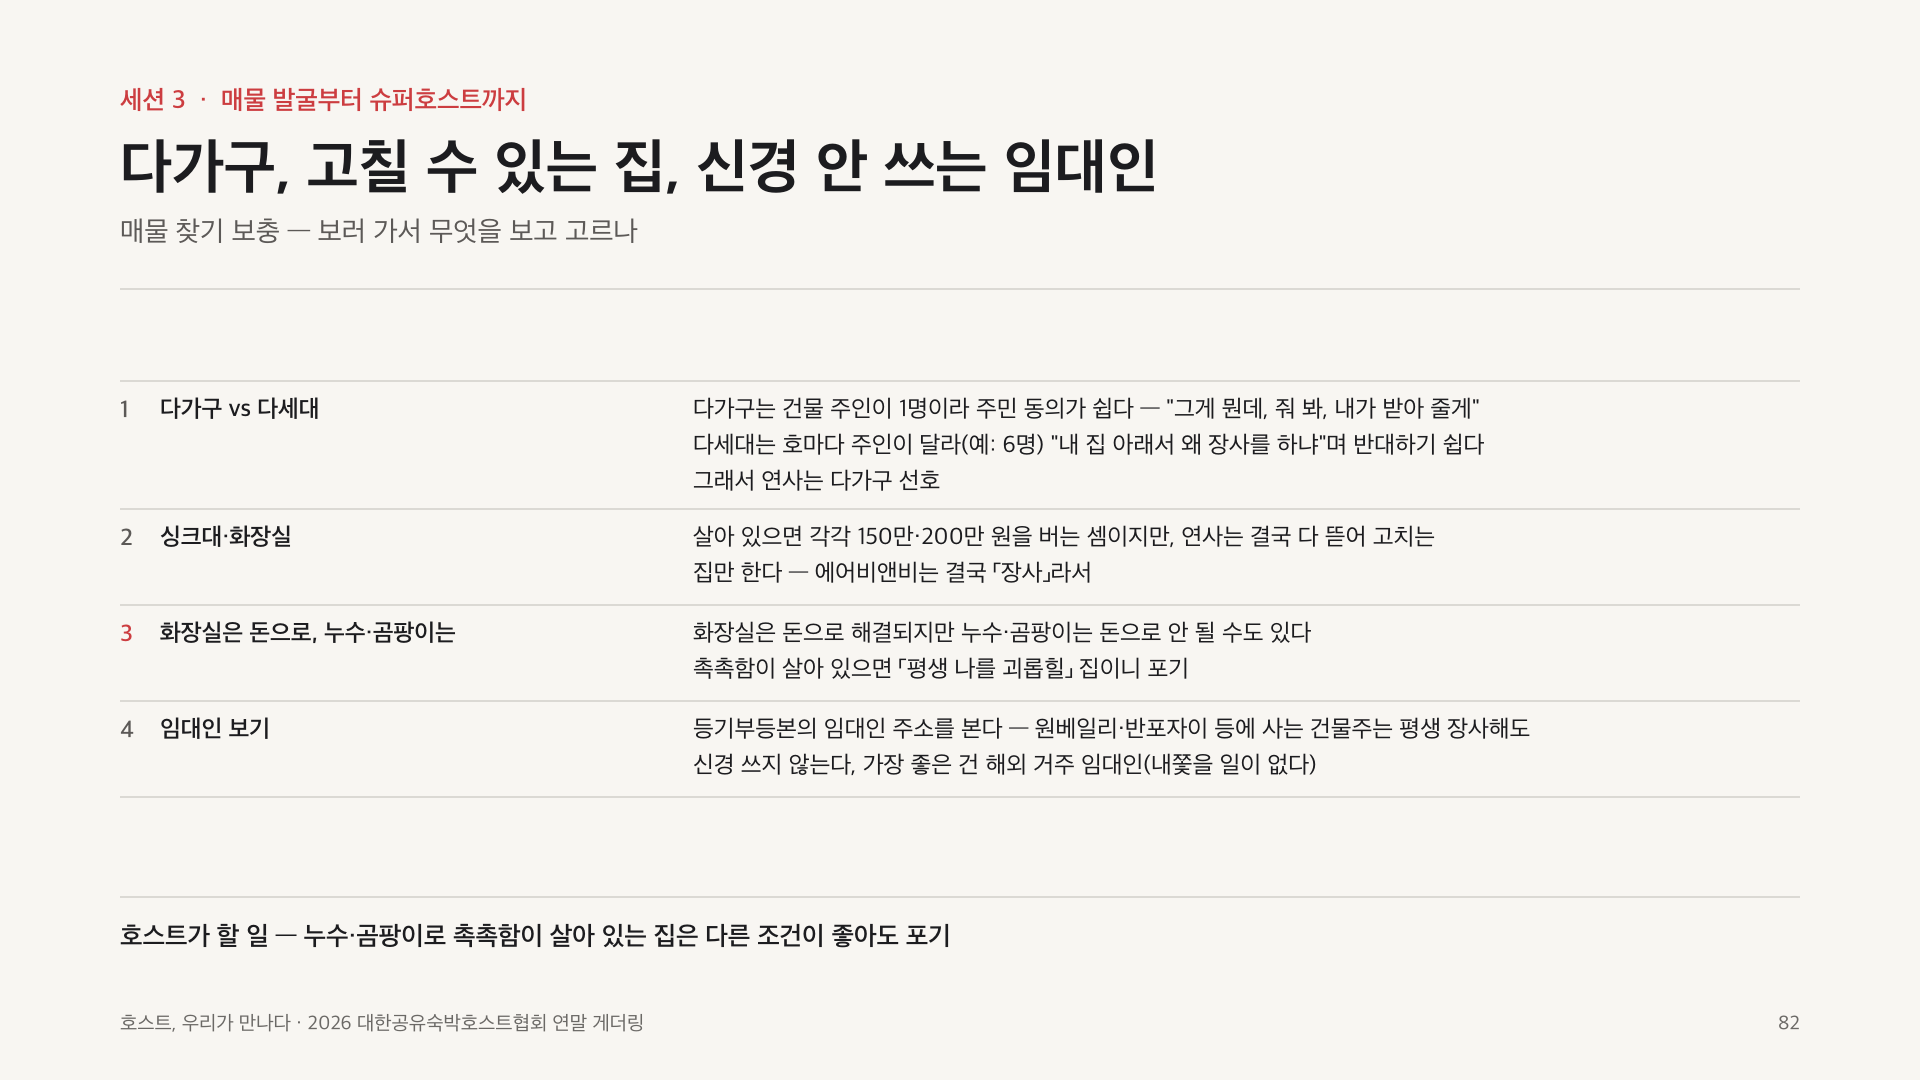 세션 3 · 매물 발굴부터 슈퍼호스트까지
다가구, 고칠 수 있는 집, 신경 안 쓰는 임대인
매물 찾기 보충 — 보러 가서 무엇을 보고 고르나
1 다가구 vs 다세대
다가구는 건물 주인이 1명이라 주민 동의가 쉽다 — "그게 뭔데, 줘 봐, 내가 받아 줄게"
다세대는 호마다 주인이 달라(예: 6명) "내 집 아래서 왜 장사를 하냐"며 반대하기 쉽다
그래서 연사는 다가구 선호
2 싱크대·화장실
살아 있으면 각각 150만·200만 원을 버는 셈이지만, 연사는 결국 다 뜯어 고치는
집만 한다 — 에어비앤비는 결국 「장사」라서
3 화장실은 돈으로, 누수·곰팡이는
화장실은 돈으로 해결되지만 누수·곰팡이는 돈으로 안 될 수도 있다
촉촉함이 살아 있으면 「평생 나를 괴롭힐」 집이니 포기
4 임대인 보기
등기부등본의 임대인 주소를 본다 — 원베일리·반포자이 등에 사는 건물주는 평생 장사해도
신경 쓰지 않는다, 가장 좋은 건 해외 거주 임대인(내쫓을 일이 없다)
호스트가 할 일 — 누수·곰팡이로 촉촉함이 살아 있는 집은 다른 조건이 좋아도 포기
호스트, 우리가 만나다 · 2026 대한공유숙박호스트협회 연말 게더링
82